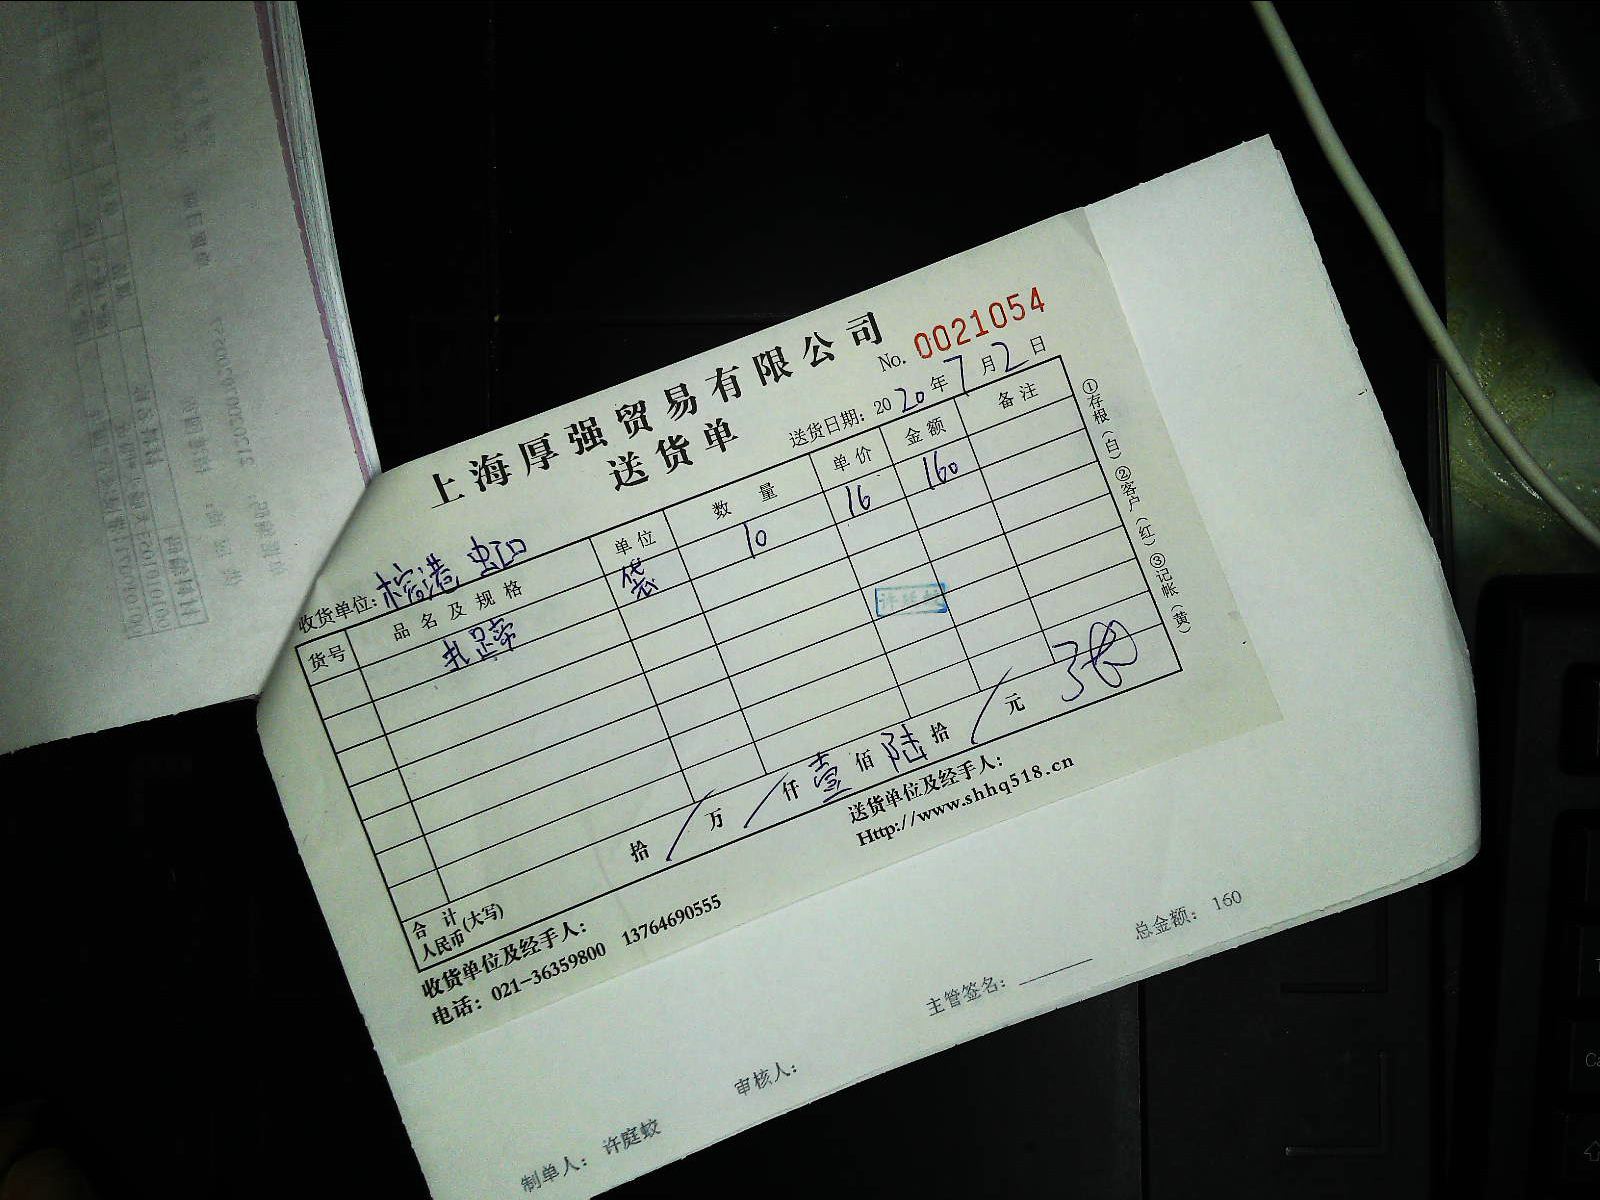 上海厚强贸易有限公司
送货单
No. 0021054
送货日期：2020年7月2日
收货单位：桧港 虹口
货号 品名及规格 单位 数量 单价 金额 备注
袋 10 16 160
合计
人民币(大写) 拾/万/仟壹佰陆拾/元
收货单位及经手人：
送货单位及经手人：
电话：021-36359800 13764690555
Http://www.shhq518.cn
①存根（白）②客户（红）③记帐（黄）
总金额： 160
主管签名：
审核人：
制单人： 许庭蛟